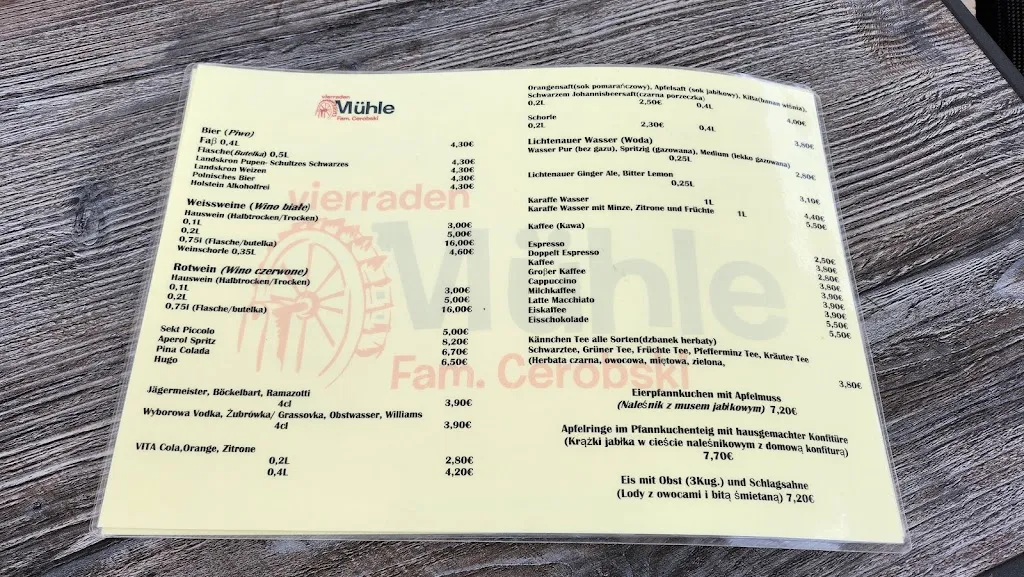 vierraden
Mühle
Fam. Cerobski
Bier (Piwo)
Faβ 0,4L 4,30€
Flasche(Butelka) 0,5L
Landskron Pupen- Schultzes Schwarzes 4,30€
Landskron Weizen 4,30€
Polnisches Bier 4,30€
Holstein Alkoholfrei 4,30€
Weissweine (Wino białe)
Hauswein (Halbtrocken/Trocken)
0,1L 3,00€
0,2L 5,00€
0,75l (Flasche/butelka) 16,00€
Weinschorle 0,35L 4,60€
Rotwein (Wino czerwone)
Hauswein (Halbtrocken/Trocken)
0,1L 3,00€
0,2L 5,00€
0,75l (Flasche/butelka) 16,00€
Sekt Piccolo 5,00€
Aperol Spritz 8,20€
Pina Colada 6,70€
Hugo 6,50€
Jägermeister, Böckelbart, Ramazotti
4cl 3,90€
Wyborowa Vodka, Żubrówka/ Grassovka, Obstwasser, Williams
4cl 3,90€
VITA Cola,Orange, Zitrone
0,2L 2,80€
0,4L 4,20€
Orangensaft(sok pomarańczowy), Apfelsaft (sok jabłkowy), KiBa(banan wiśnia),
Schwarzem Johannisbeersaft(czarna porzeczka)
0,2L 2,50€ 0,4L 4,00€
Schorle
0,2L 2,30€ 0,4L 3,80€
Lichtenauer Wasser (Woda)
Wasser Pur (bez gazu), Spritzig (gazowana), Medium (lekko gazowana)
0,25L 2,80€
Lichtenauer Ginger Ale, Bitter Lemon
0,25L 3,10€
Karaffe Wasser 1L 4,40€
Karaffe Wasser mit Minze, Zitrone und Früchte 1L 5,50€
Kaffee (Kawa)
Espresso 2,50€
Doppelt Espresso 3,80€
Kaffee 2,80€
Großer Kaffee 3,80€
Cappuccino 3,90€
Milchkaffee 3,90€
Latte Macchiato 3,90€
Eiskaffee 5,50€
Eisschokolade 5,50€
Kännchen Tee alle Sorten(dzbanek herbaty)
Schwarztee, Grüner Tee, Früchte Tee, Pfefferminz Tee, Kräuter Tee
(Herbata czarna, owocowa, miętowa, zielona,
3,80€
Eierpfannkuchen mit Apfelmuss
(Naleśnik z musem jabłkowym) 7,20€
Apfelringe im Pfannkuchenteig mit hausgemachter Konfitüre
(Krążki jabłka w cieście naleśnikowym z domową konfiturą)
7,70€
Eis mit Obst (3Kug.) und Schlagsahne
(Lody z owocami i bitą śmietaną) 7,20€
vierraden
Mühle
Fam. Cerobski